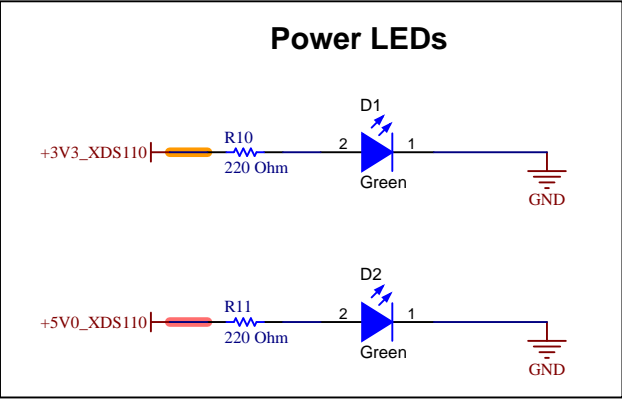 Power LEDs
D1
+3V3_XDS110
R10
220 Ohm
2
1
Green
GND
D2
+5V0_XDS110
R11
220 Ohm
2
1
Green
GND